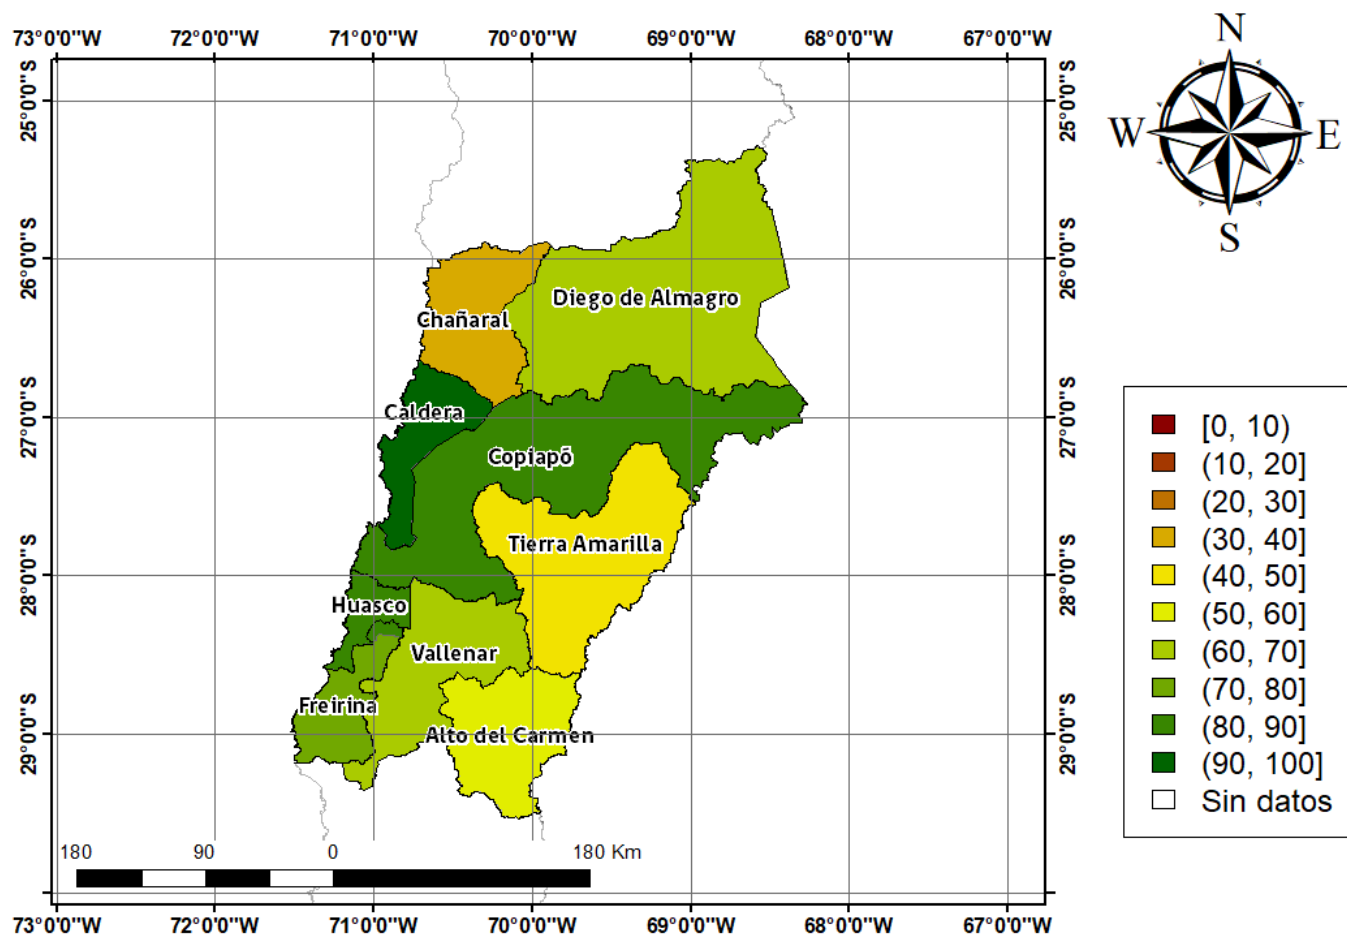 73°0'0"W 72°0'0"W 71°0'0"W 70°0'0"W 69°0'0"W 68°0'0"W 67°0'0"W
N
W E
S
25°0'0"S 25°0'0"S
26°0'0"S 26°0'0"S
27°0'0"S 27°0'0"S
28°0'0"S 28°0'0"S
29°0'0"S 29°0'0"S
Diego de Almagro
Chañaral
Caldera
Copiapó
Tierra Amarilla
Huasco
Vallenar
Freirina
Alto del Carmen
[0, 10)
(10, 20]
(20, 30]
(30, 40]
(40, 50]
(50, 60]
(60, 70]
(70, 80]
(80, 90]
(90, 100]
Sin datos
180 90 0 180 Km
73°0'0"W 72°0'0"W 71°0'0"W 70°0'0"W 69°0'0"W 68°0'0"W 67°0'0"W